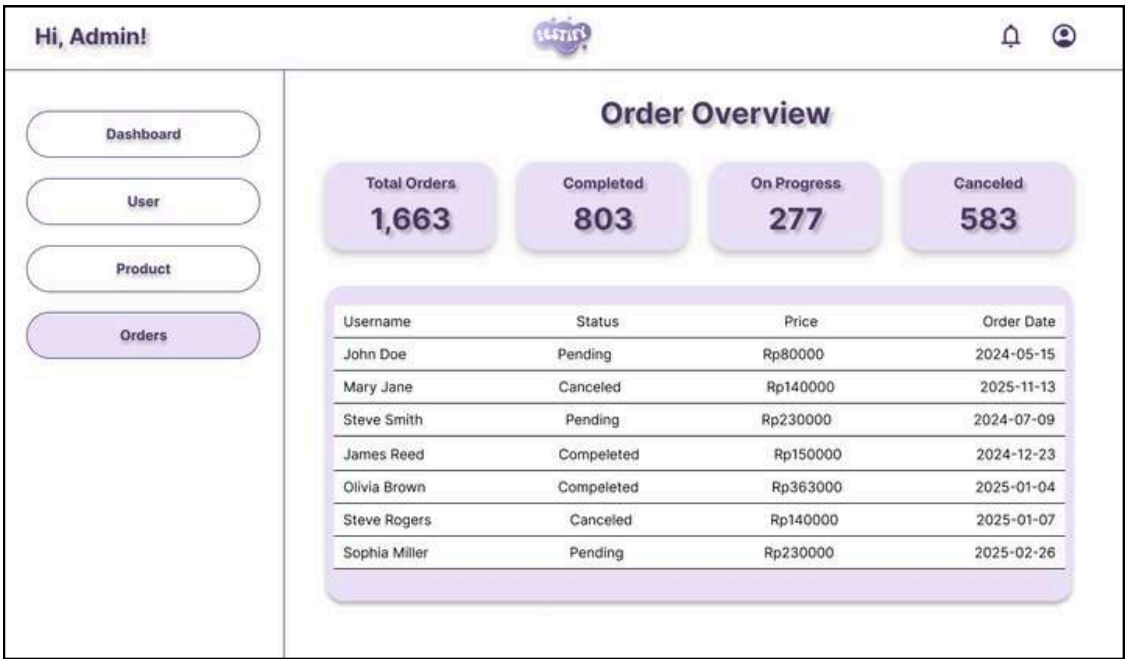 Hi, Admin!
Dashboard
User
Product
Orders
Order Overview
Total Orders Completed On Progress Canceled
1,663 803 277 583
Username Status Price Order Date
John Doe Pending Rp80000 2024-05-15
Mary Jane Canceled Rp140000 2025-11-13
Steve Smith Pending Rp230000 2024-07-09
James Reed Compeleted Rp150000 2024-12-23
Olivia Brown Compeleted Rp363000 2025-01-04
Steve Rogers Canceled Rp140000 2025-01-07
Sophia Miller Pending Rp230000 2025-02-26